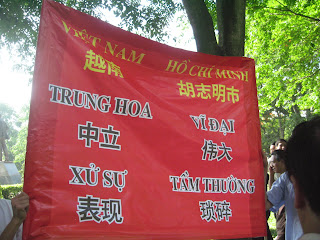 VIỆT NAM
越南
HỒ CHÍ MINH
胡志明市
TRUNG HOA
中立
VĨ ĐẠI
伟大
XỬ SỰ
表现
TẦM THƯỜNG
琐碎